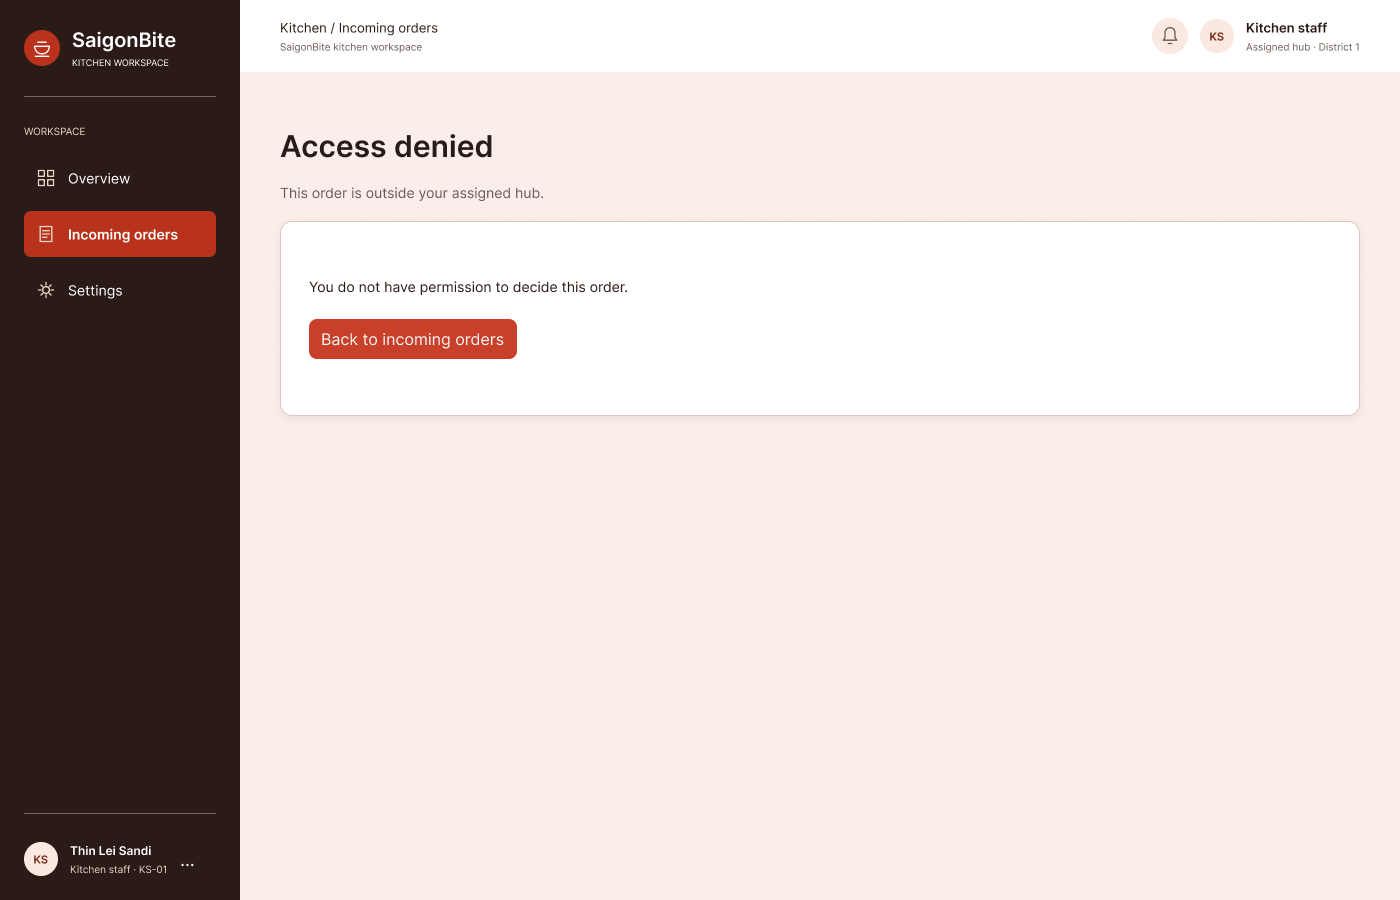 SaigonBite
KITCHEN WORKSPACE
WORKSPACE
Overview
Incoming orders
Settings
KS
Thin Lei Sandi
Kitchen staff · KS-01
...
Kitchen / Incoming orders
SaigonBite kitchen workspace
KS
Kitchen staff
Assigned hub · District 1
Access denied
This order is outside your assigned hub.
You do not have permission to decide this order.
Back to incoming orders